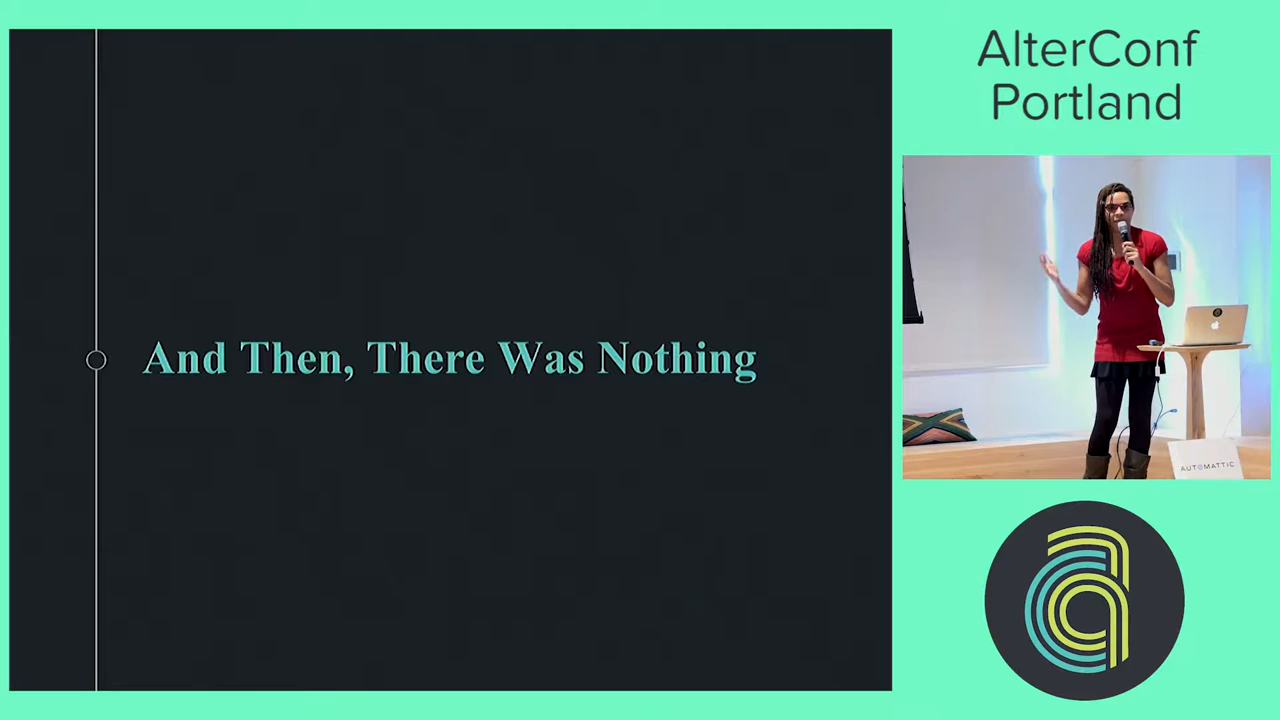 And Then, There Was Nothing
AlterConf
Portland
AUTOMATTIC